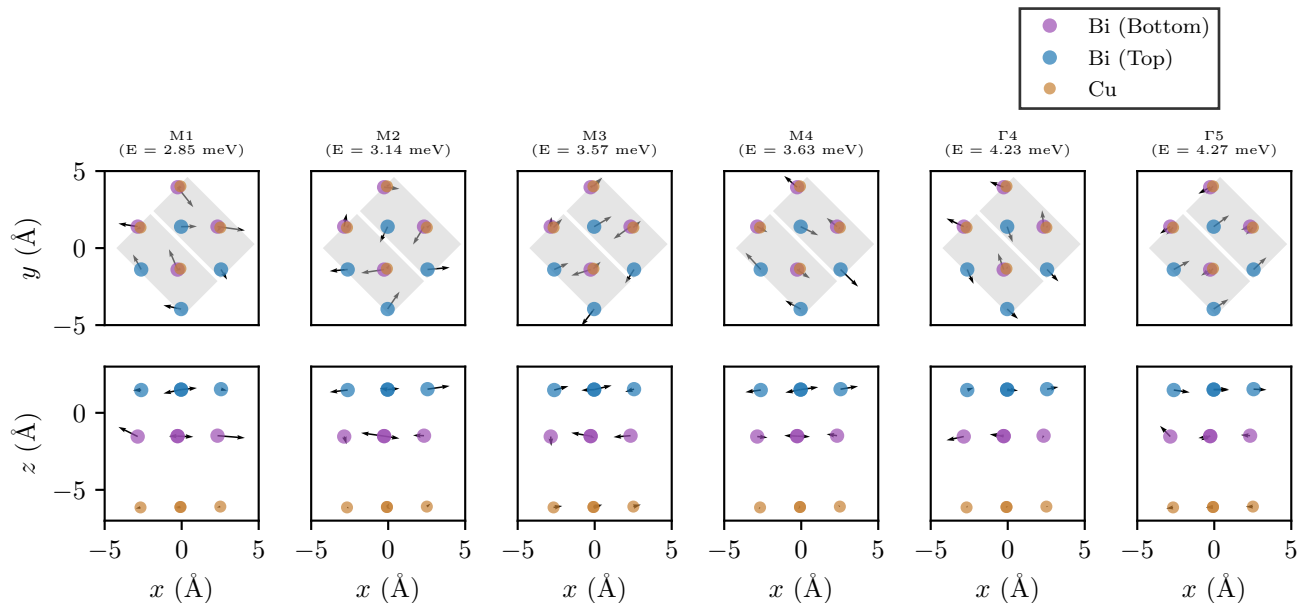 Bi (Bottom)
Bi (Top)
Cu
M1
(E = 2.85 meV)
M2
(E = 3.14 meV)
M3
(E = 3.57 meV)
M4
(E = 3.63 meV)
Γ4
(E = 4.23 meV)
Γ5
(E = 4.27 meV)
5
0
−5
y (Å)
0
−5
z (Å)
−5 0 5 −5 0 5 −5 0 5 −5 0 5 −5 0 5 −5 0 5
x (Å) x (Å) x (Å) x (Å) x (Å) x (Å)